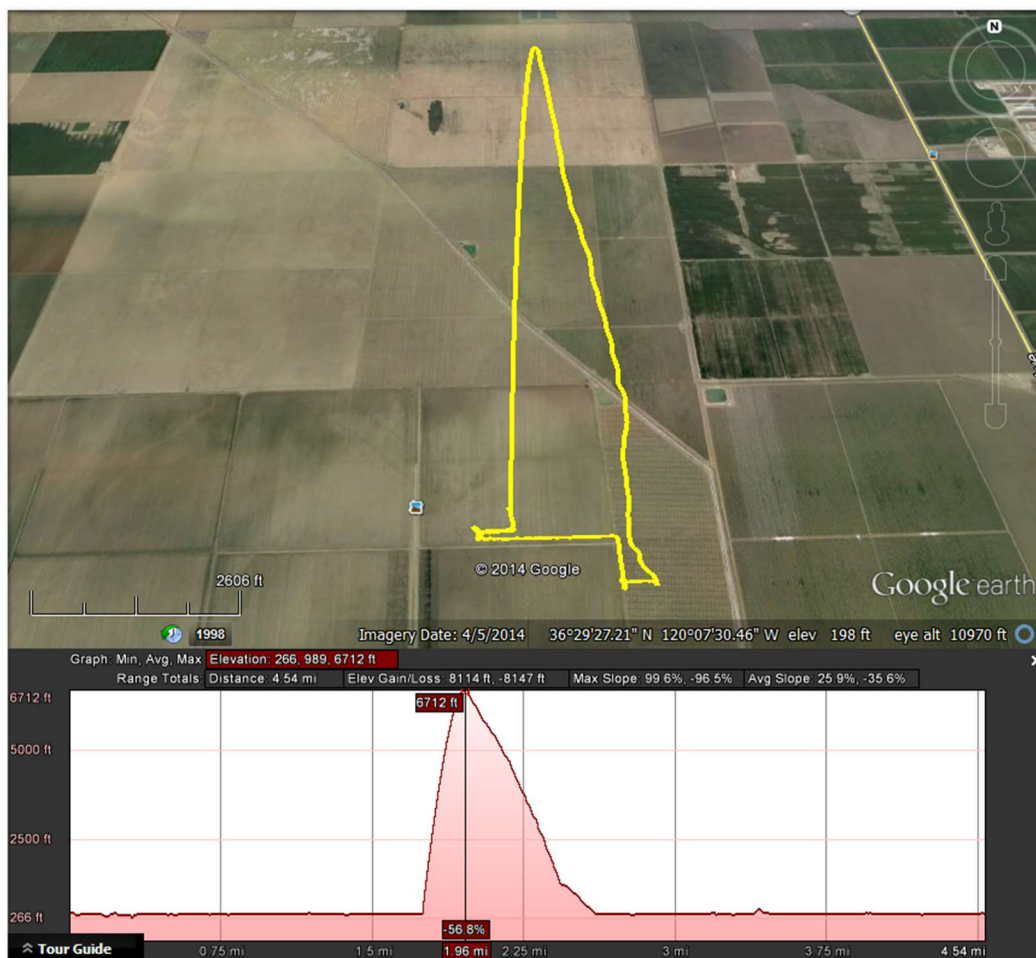 N
© 2014 Google
Google earth
2606 ft
1998
Imagery Date: 4/5/2014 36°29'27.21" N 120°07'30.46" W elev 198 ft eye alt 10970 ft
Graph: Min, Avg, Max Elevation: 266, 989, 6712 ft
Range Totals: Distance: 4.54 mi Elev Gain/Loss: 8114 ft, -8147 ft Max Slope: 99.6%, -96.5% Avg Slope: 25.9%, -35.6%
6712 ft
6712 ft
5000 ft
2500 ft
266 ft
-56.8%
Tour Guide 0.75 mi 1.5 mi 1.96 mi 2.25 mi 3 mi 3.75 mi 4.54 mi